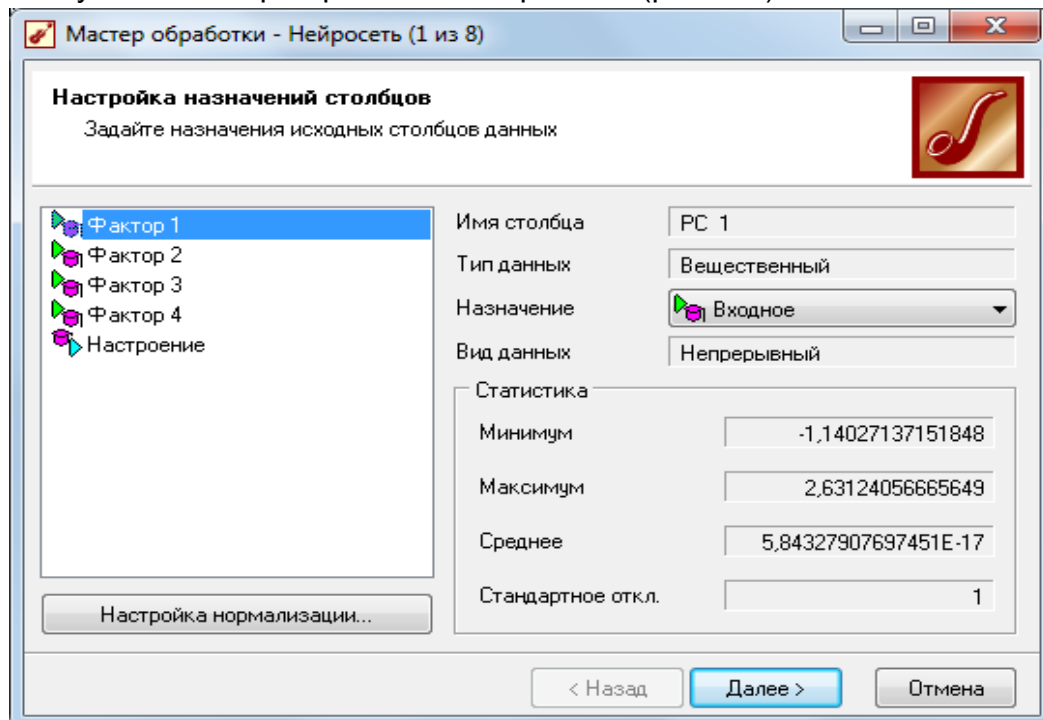 Мастер обработки - Нейросеть (1 из 8)
Настройка назначений столбцов
Задайте назначения исходных столбцов данных
Фактор 1
Фактор 2
Фактор 3
Фактор 4
Настроение
Настройка нормализации...
Имя столбца PC 1
Тип данных Вещественный
Назначение Входное
Вид данных Непрерывный
Статистика
Минимум -1,14027137151848
Максимум 2,63124056665649
Среднее 5,84327907697451E-17
Стандартное откл. 1
< Назад Далее > Отмена